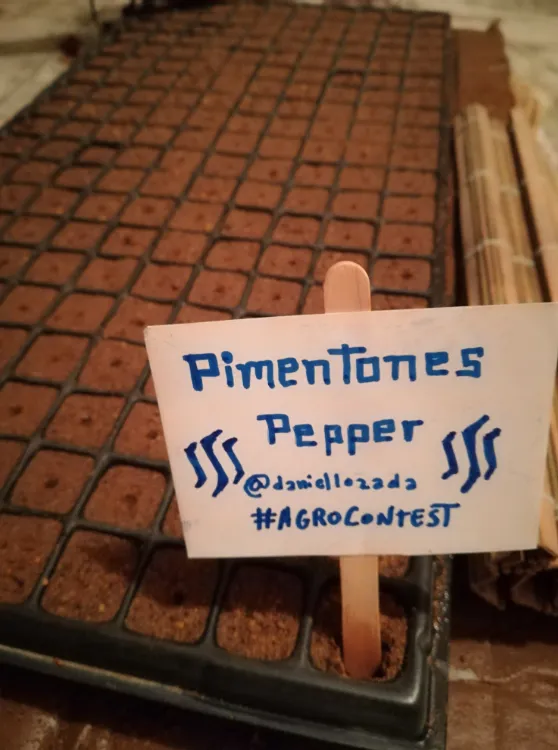 Pimentones
Pepper
@daniellozada
#AGROCONTEST